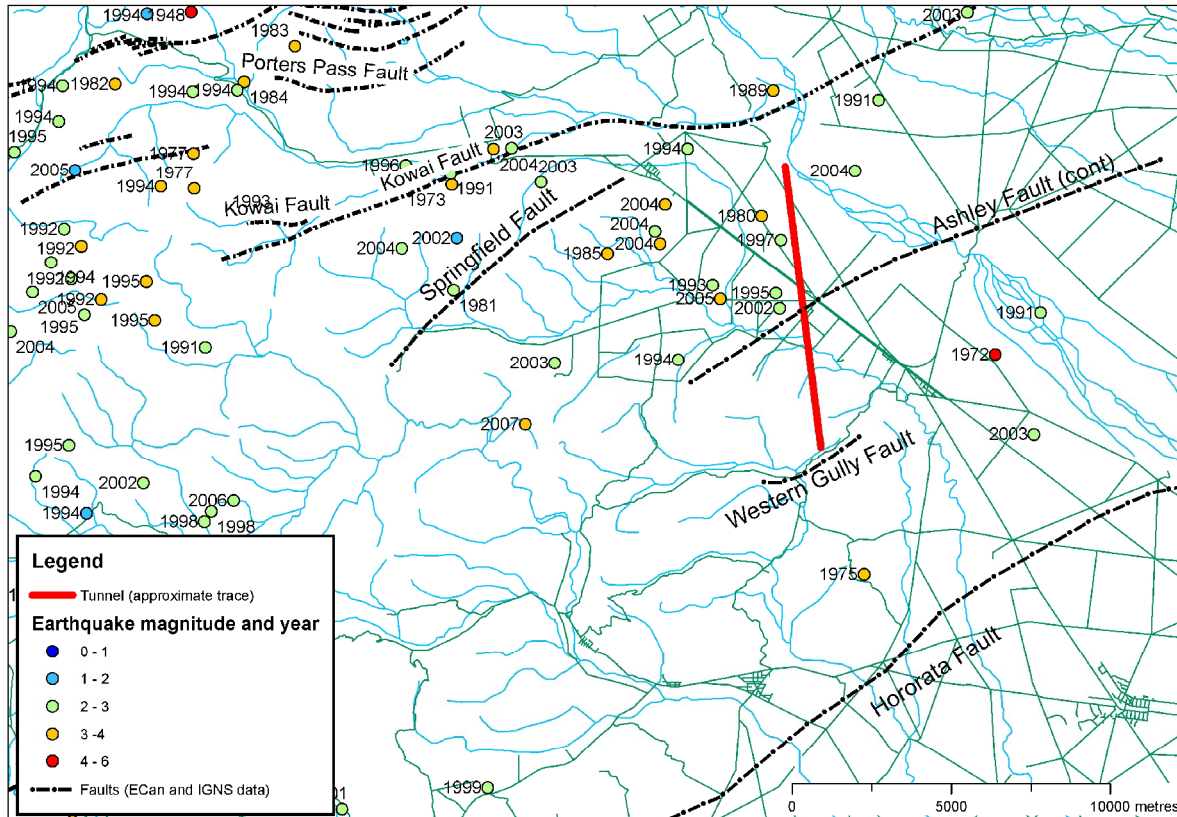 1994 1948
1983
2003
Porters Pass Fault
1994 1982 1994 1994
1984
1989
1991
1994
1995
2003
1977
1996 Kowai Fault 2004 2003
1994
2005
1977
1994
1973 1991
2004
1993
Kowai Fault
Springfield Fault
2004
1980
Ashley Fault (cont)
1992
1992
2004 2002
2004
2004
1997
1985
1992 1994
1995
1993
1995
1992
2005
1981
2005
2002
1995
1995
1991
2004
1991
2003
1994
1972
2007
1995
2003
1994
2002
2006
1994
1998 1998
Western Gully Fault
1975
Hororata Fault
1999
Legend
Tunnel (approximate trace)
Earthquake magnitude and year
0 - 1
1 - 2
2 - 3
3 - 4
4 - 6
Faults (ECan and IGNS data)
0 5000 10000 metres